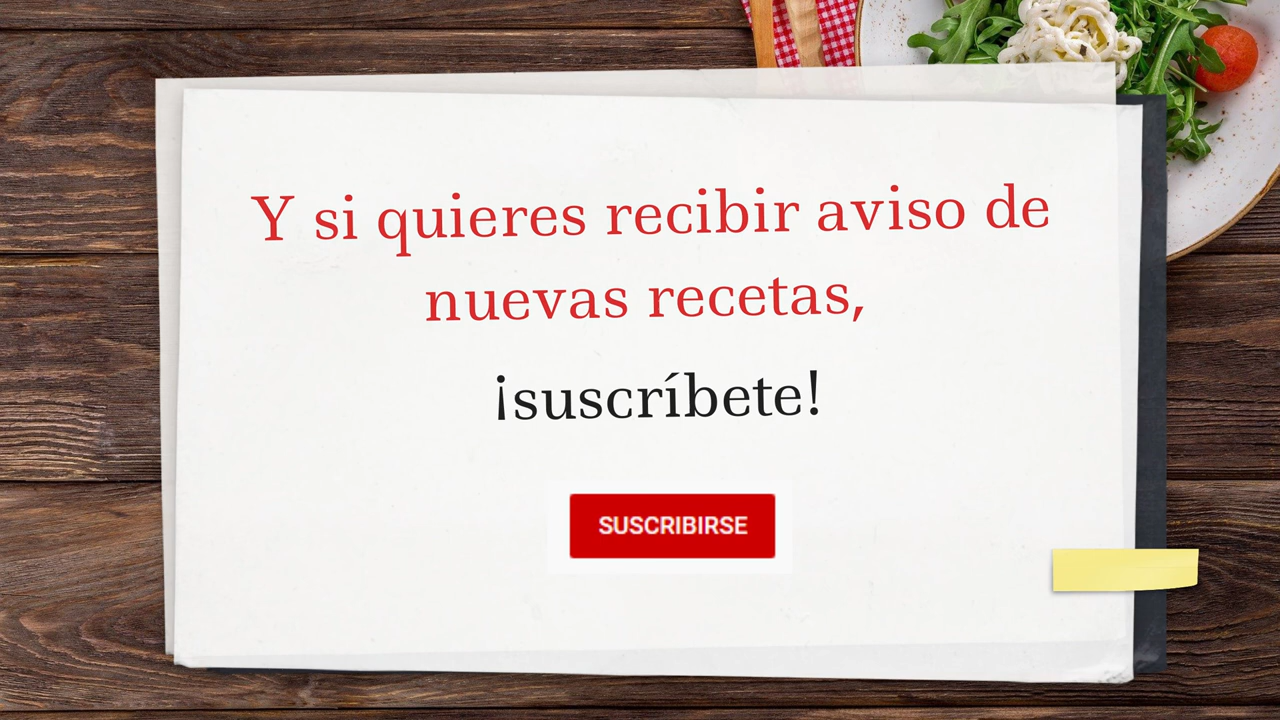 Y si quieres recibir aviso de
nuevas recetas,
¡suscríbete!
SUSCRIBIRSE